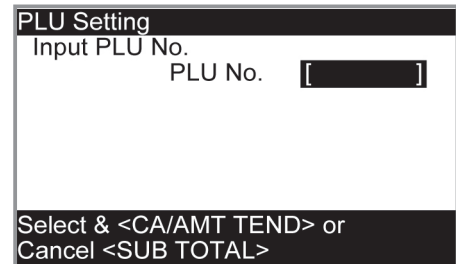 PLU Setting
Input PLU No.
PLU No. [ ]
Select & <CA/AMT TEND> or
Cancel <SUB TOTAL>